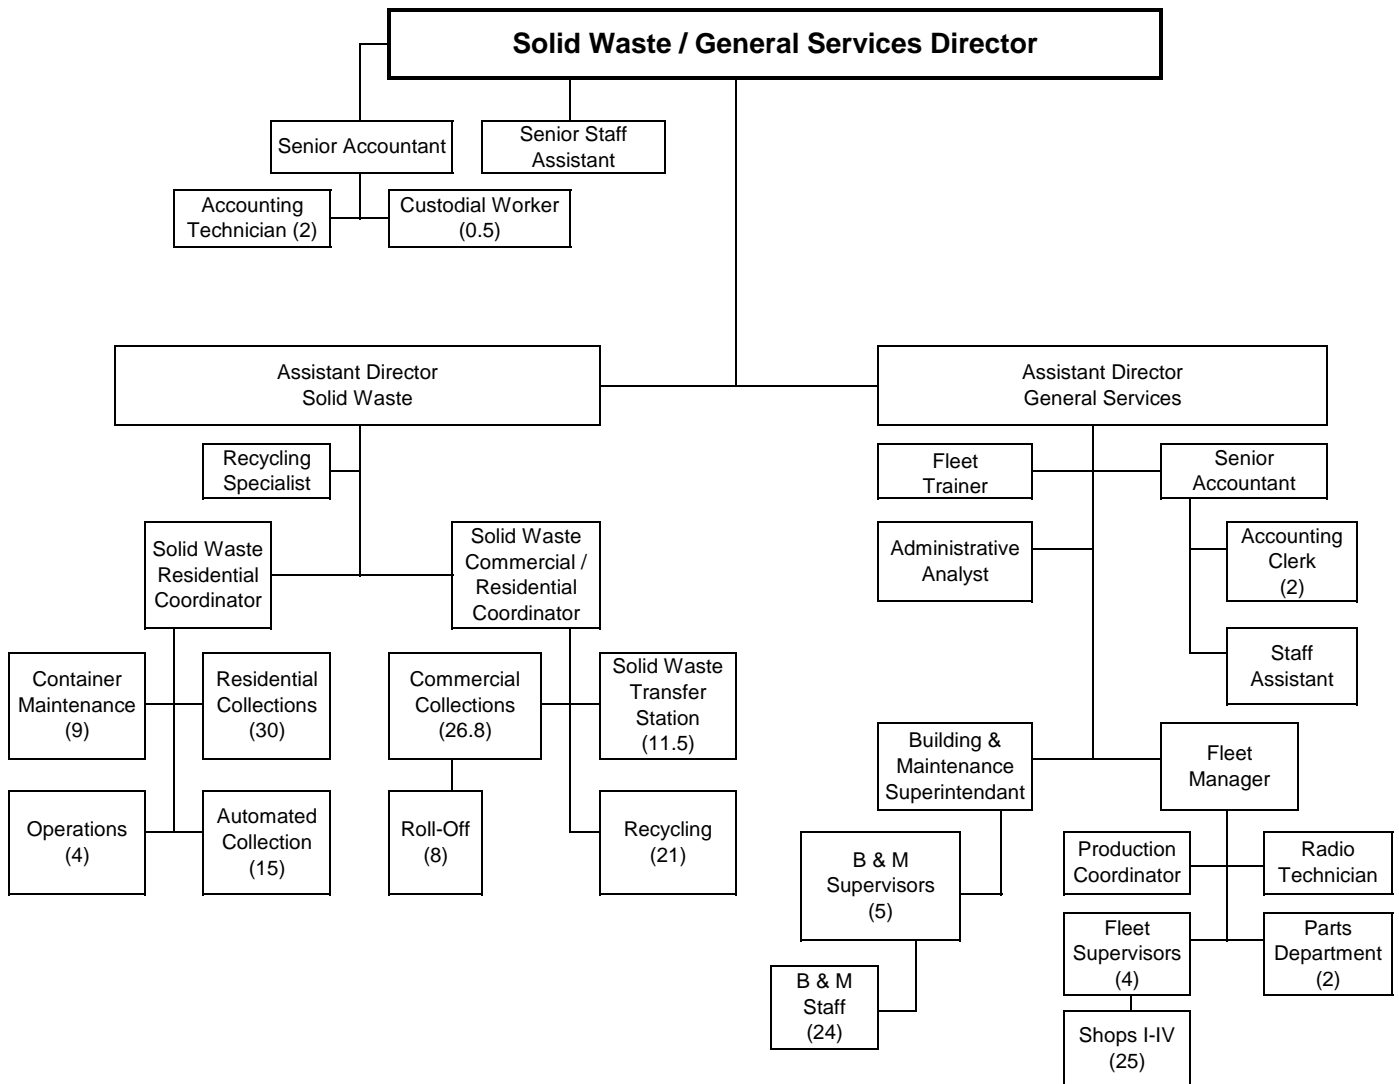 Solid Waste / General Services Director
Senior Accountant
Senior Staff
Assistant
Accounting
Technician (2)
Custodial Worker
(0.5)
Assistant Director
Solid Waste
Assistant Director
General Services
Recycling
Specialist
Fleet
Trainer
Senior
Accountant
Solid Waste
Residential
Coordinator
Solid Waste
Commercial /
Residential
Coordinator
Administrative
Analyst
Accounting
Clerk
(2)
Staff
Assistant
Container
Maintenance
(9)
Residential
Collections
(30)
Commercial
Collections
(26.8)
Solid Waste
Transfer
Station
(11.5)
Building &
Maintenance
Superintendant
Fleet
Manager
Operations
(4)
Automated
Collection
(15)
Roll-Off
(8)
Recycling
(21)
B & M
Supervisors
(5)
Production
Coordinator
Radio
Technician
Fleet
Supervisors
(4)
Parts
Department
(2)
B & M
Staff
(24)
Shops I-IV
(25)